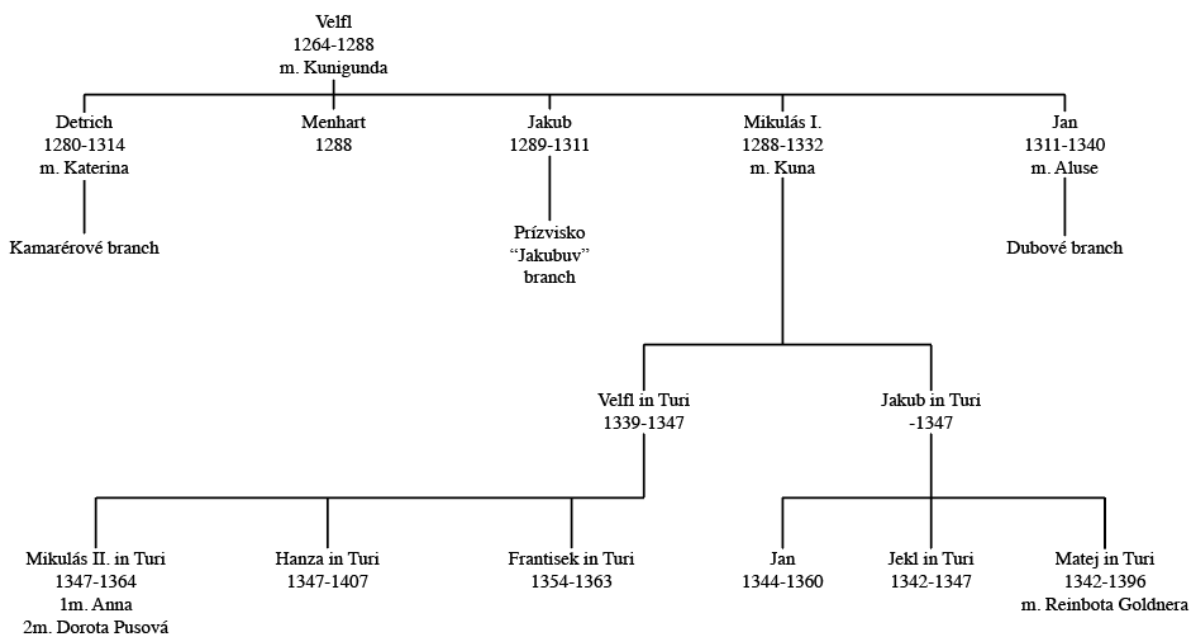 Velfl
1264-1288
m. Kunigunda
Detrich
1280-1314
m. Katerina
Menhart
1288
Jakub
1289-1311
Mikulás I.
1288-1332
m. Kuna
Jan
1311-1340
m. Aluse
Kamarérové branch
Prízvisko
“Jakubuv”
branch
Dubové branch
Velfl in Turi
1339-1347
Jakub in Turi
-1347
Mikulás II. in Turi
1347-1364
1m. Anna
2m. Dorota Pusová
Hanza in Turi
1347-1407
Frantisek in Turi
1354-1363
Jan
1344-1360
Jekl in Turi
1342-1347
Matej in Turi
1342-1396
m. Reinbota Goldnera